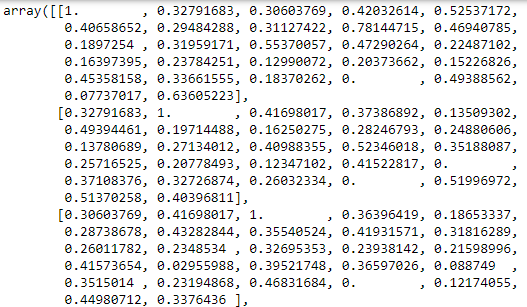 array([[1.        , 0.32791683, 0.30603769, 0.42032614, 0.52537172,
        0.40658652, 0.29484288, 0.31127422, 0.78144715, 0.46940785,
        0.1897254 , 0.31959171, 0.55370057, 0.47290264, 0.22487102,
        0.16397395, 0.23784251, 0.12990072, 0.20373662, 0.15226826,
        0.45358158, 0.33661555, 0.18370262, 0.        , 0.49388562,
        0.07737017, 0.63605223],
       [0.32791683, 1.        , 0.41698017, 0.37386892, 0.13509302,
        0.49394461, 0.19714488, 0.16250275, 0.28246793, 0.24880606,
        0.13780689, 0.27134012, 0.40988355, 0.52346018, 0.35188087,
        0.25716525, 0.20778493, 0.12347102, 0.41522817, 0.        ,
        0.37108376, 0.32726874, 0.26032334, 0.        , 0.51996972,
        0.51370258, 0.40396811],
       [0.30603769, 0.41698017, 1.        , 0.36396419, 0.18653337,
        0.28738678, 0.43282844, 0.35540524, 0.41931571, 0.31816289,
        0.26011782, 0.2348534 , 0.32695353, 0.23938142, 0.21598996,
        0.41573654, 0.02955988, 0.39521748, 0.36597026, 0.088749  ,
        0.3515014 , 0.23194868, 0.46831684, 0.        , 0.12174055,
        0.44980712, 0.3376436 ],